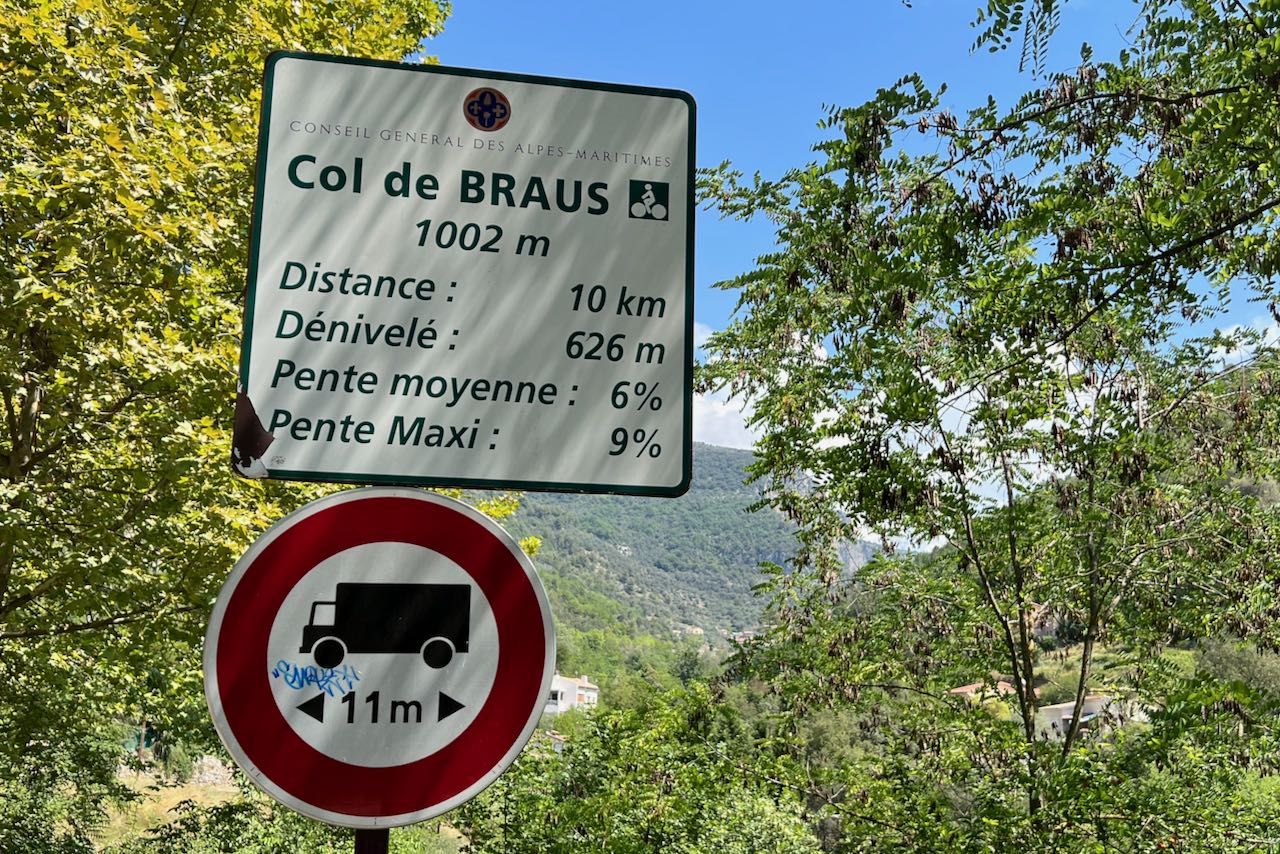 CONSEIL GENERAL DES ALPES-MARITIMES
Col de BRAUS
1002 m
Distance : 10 km
Dénivelé : 626 m
Pente moyenne : 6%
Pente Maxi : 9%
11m